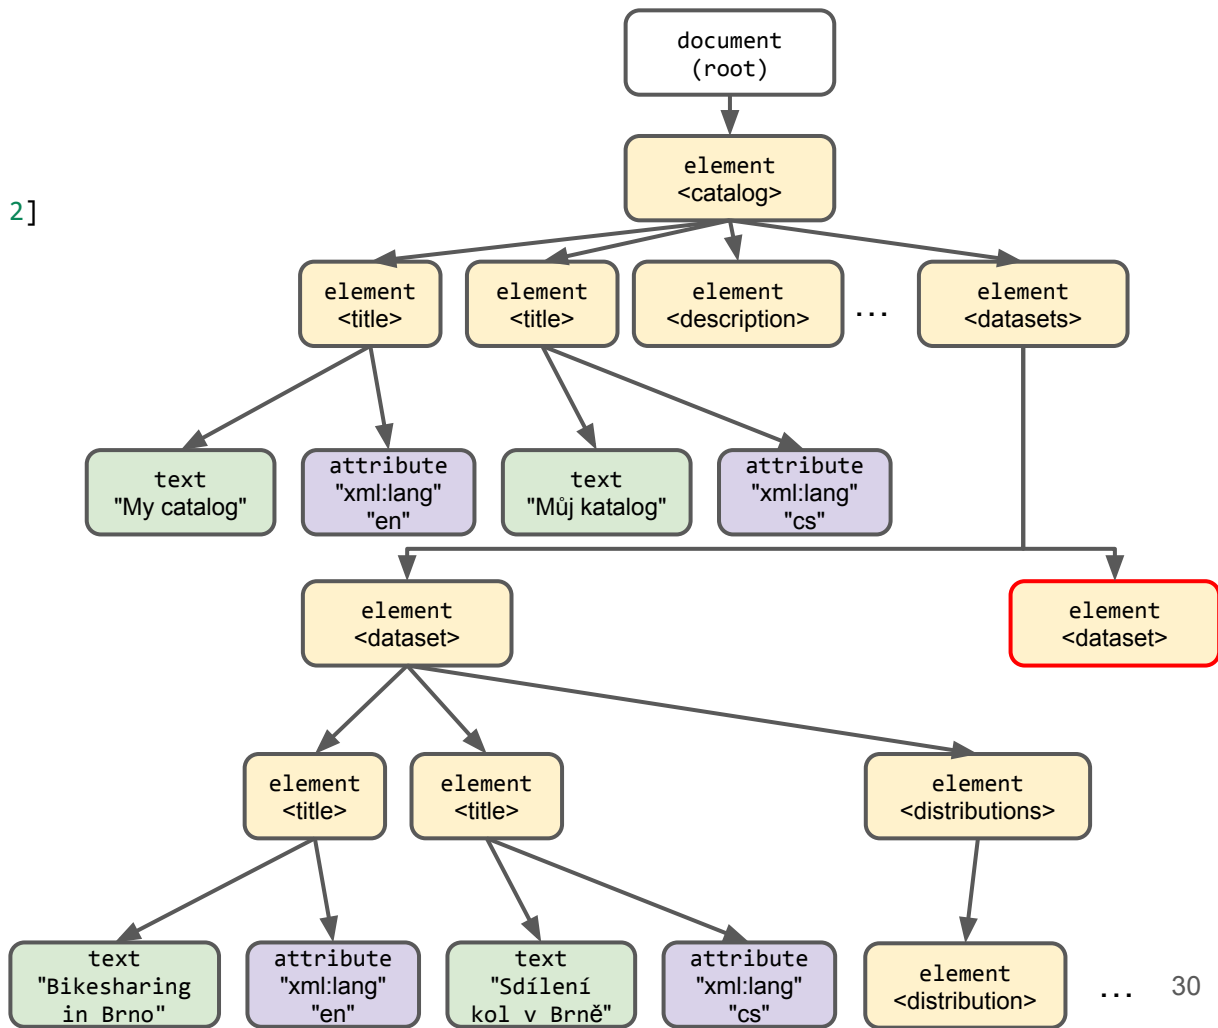 document
(root)
element
<catalog>
2]
element
<title>
element
<title>
element
<description>
...
element
<datasets>
text
"My catalog"
attribute
"xml:lang"
"en"
text
"Můj katalog"
attribute
"xml:lang"
"cs"
element
<dataset>
element
<dataset>
element
<title>
element
<title>
element
<distributions>
text
"Bikesharing
in Brno"
attribute
"xml:lang"
"en"
text
"Sdílení
kol v Brně"
attribute
"xml:lang"
"cs"
element
<distribution>
...
30